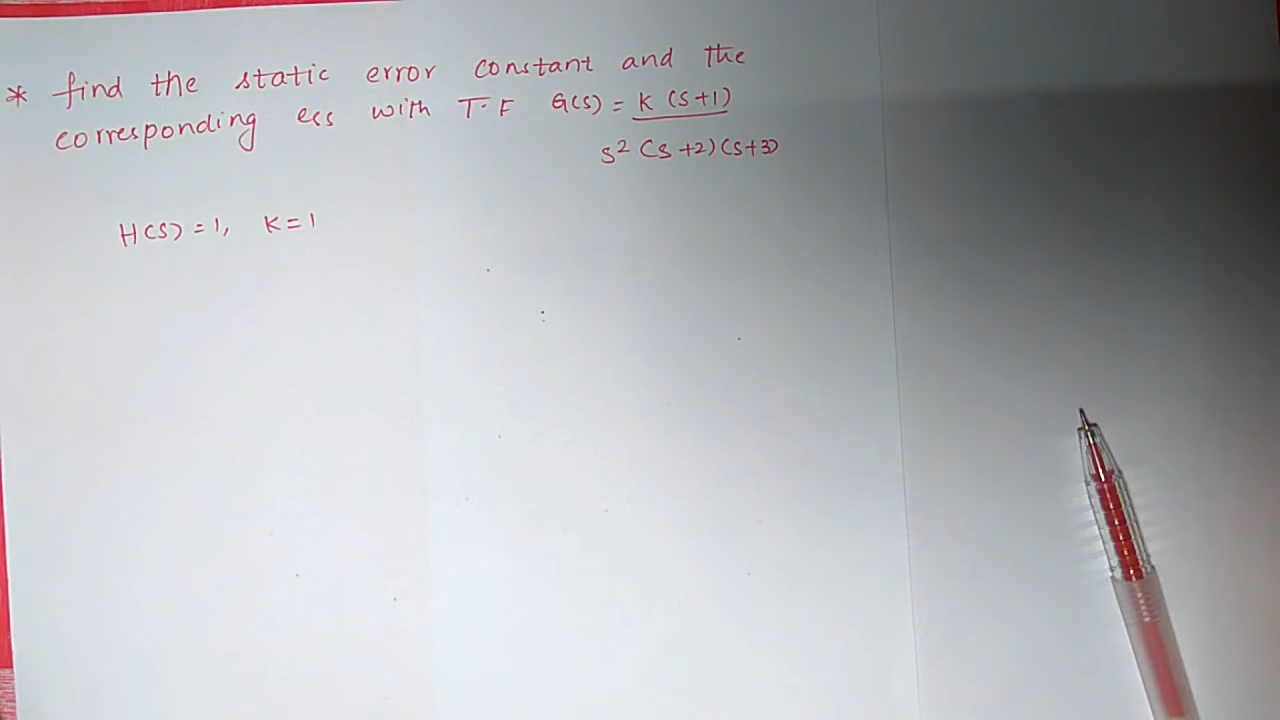 * find the static error constant and the
corresponding ess with T.F G(s) = K (s+1)
s² (s+2)(s+3)
H(s) = 1, K = 1